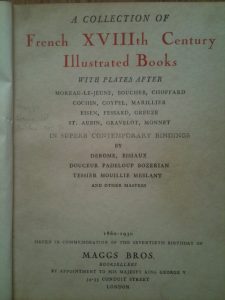 A COLLECTION OF
French XVIIIth Century
Illustrated Books
WITH PLATES AFTER
MOREAU-LE-JEUNE, BOUCHER, CHOFFARD
COCHIN, COYPEL, MARILLIER
EISEN, FESSARD, GREUZE
ST. AUBIN, GRAVELOT, MONNET
IN SUPERB CONTEMPORARY BINDINGS
BY
DEROME, BISIAUX
DOUCEUR PADELOUP BOZERIAN
TESSIER MOUILLIE MESLANT
AND OTHER MASTERS
1860-1930
ISSUED IN COMMEMORATION OF THE SEVENTIETH BIRTHDAY OF
MAGGS BROS.
BOOKSELLERS
BY APPOINTMENT TO HIS MAJESTY KING GEORGE V.
34-35 CONDUIT STREET
LONDON